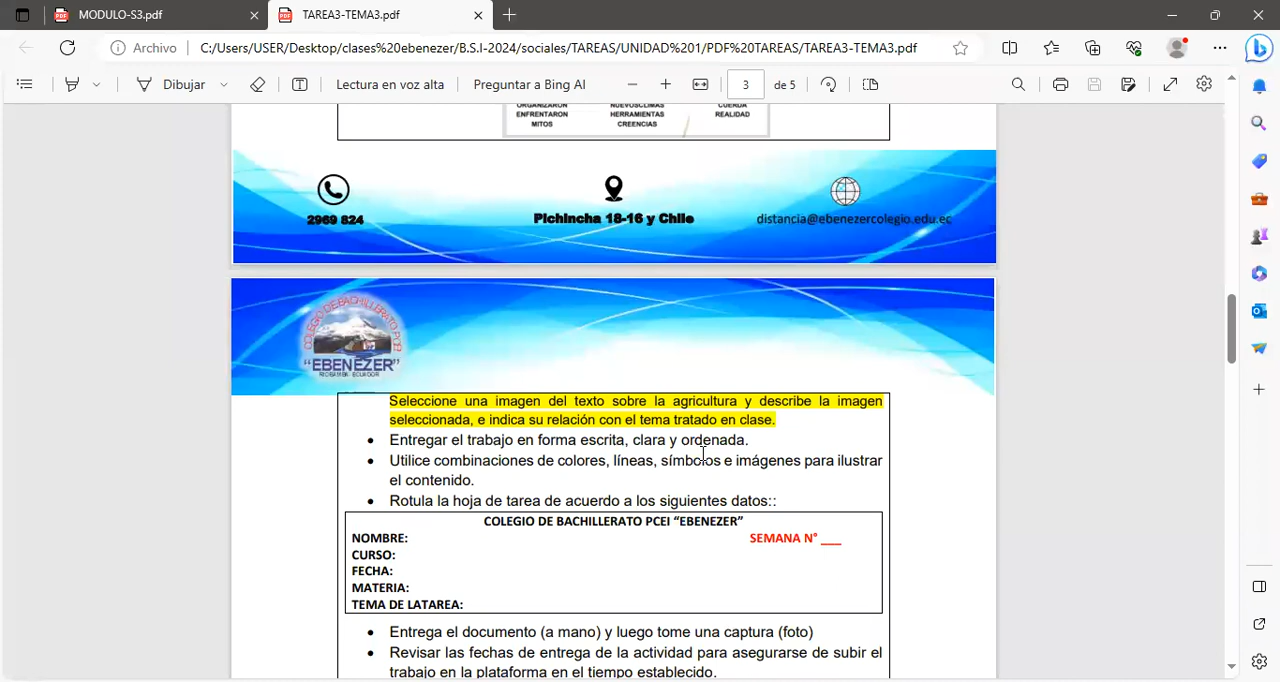 MODULO-S3.pdf
TAREA3-TEMA3.pdf
Archivo
C:/Users/USER/Desktop/clases%20ebenezer/B.S.I-2024/sociales/TAREAS/UNIDAD%201/PDF%20TAREAS/TAREA3-TEMA3.pdf
Dibujar
Lectura en voz alta
Preguntar a Bing AI
3
de 5
ORGANIZARON NUEVOSCLIMAS CUERDA
ENFRENTARON HERRAMIENTAS REALIDAD
MITOS CREENCIAS
2969 824
Pichincha 18-16 y Chile
distancia@ebenezercolegio.edu.ec
COLEGIO DE BACHILLERATO PCEI
"EBENEZER"
RIOBAMBA ECUADOR
Seleccione una imagen del texto sobre la agricultura y describe la imagen
seleccionada, e indica su relación con el tema tratado en clase.
• Entregar el trabajo en forma escrita, clara y ordenada.
• Utilice combinaciones de colores, líneas, símbolos e imágenes para ilustrar
el contenido.
• Rotula la hoja de tarea de acuerdo a los siguientes datos::
COLEGIO DE BACHILLERATO PCEI “EBENEZER”
NOMBRE: SEMANA N° ___
CURSO:
FECHA:
MATERIA:
TEMA DE LATAREA:
• Entrega el documento (a mano) y luego tome una captura (foto)
• Revisar las fechas de entrega de la actividad para asegurarse de subir el
trabajo en la plataforma en el tiempo establecido.